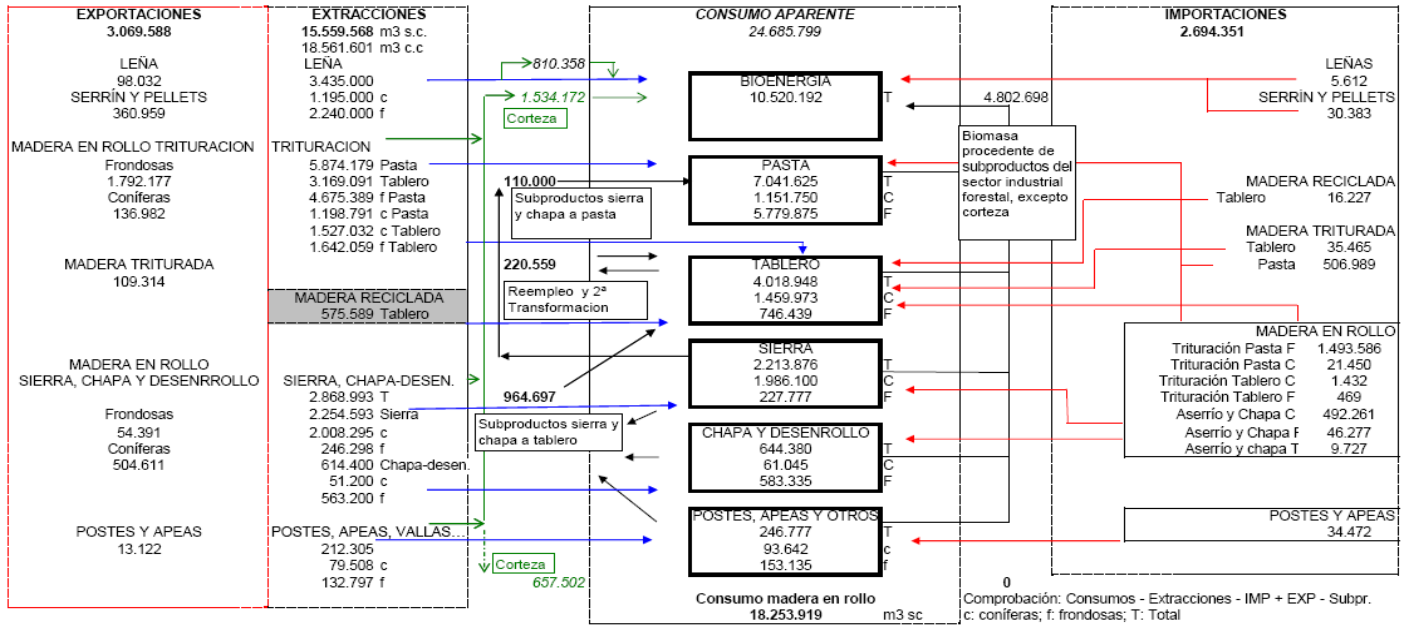 EXPORTACIONES
3.069.588
LEÑA
98.032
SERRÍN Y PELLETS
360.959
MADERA EN ROLLO TRITURACION
Frondosas
1.792.177
Coníferas
136.982
MADERA TRITURADA
109.314
MADERA EN ROLLO
SIERRA, CHAPA Y DESENRROLLO
Frondosas
54.391
Coníferas
504.611
POSTES Y APEAS
13.122
EXTRACCIONES
15.559.568 m3 s.c.
18.561.601 m3 c.c
LEÑA
3.435.000
1.195.000 c
2.240.000 f
TRITURACION
5.874.179 Pasta
3.169.091 Tablero
4.675.389 f Pasta
1.198.791 c Pasta
1.527.032 c Tablero
1.642.059 f Tablero
MADERA RECICLADA
575.589 Tablero
SIERRA, CHAPA-DESEN.
2.868.993 T
2.254.593 Sierra
2.008.295 c
246.298 f
614.400 Chapa-desen.
51.200 c
563.200 f
POSTES, APEAS, VALLAS...
212.305
79.508 c
132.797 f
CONSUMO APARENTE
24.685.799
810.358
1.534.172
Corteza
110.000
Subproductos sierra
y chapa a pasta
220.559
Reempleo y 2ª
Transformacion
964.697
Subproductos sierra y
chapa a tablero
Corteza
657.502
BIOENERGIA
10.520.192 T
PASTA
7.041.625 T
1.151.750 C
5.779.875 F
TABLERO
4.018.948 T
1.459.973 C
746.439 F
SIERRA
2.213.876 T
1.986.100 C
227.777 F
CHAPA Y DESENROLLO
644.380 T
61.045 C
583.335 F
POSTES, APEAS Y OTROS
246.777 T
93.642 c
153.135 f
Consumo madera en rollo
18.253.919 m3 sc
4.802.698
Biomasa
procedente de
subproductos del
sector industrial
forestal, excepto
corteza
IMPORTACIONES
2.694.351
LEÑAS
5.612
SERRÍN Y PELLETS
30.383
MADERA RECICLADA
Tablero 16.227
MADERA TRITURADA
Tablero 35.465
Pasta 506.989
MADERA EN ROLLO
Trituración Pasta F 1.493.586
Trituración Pasta C 21.450
Trituración Tablero C 1.432
Trituración Tablero F 469
Aserrío y Chapa C 492.261
Aserrío y Chapa F 46.277
Aserrío y chapa T 9.727
POSTES Y APEAS
34.472
0
Comprobación: Consumos - Extracciones - IMP + EXP - Subpr.
c: coníferas; f: frondosas; T: Total